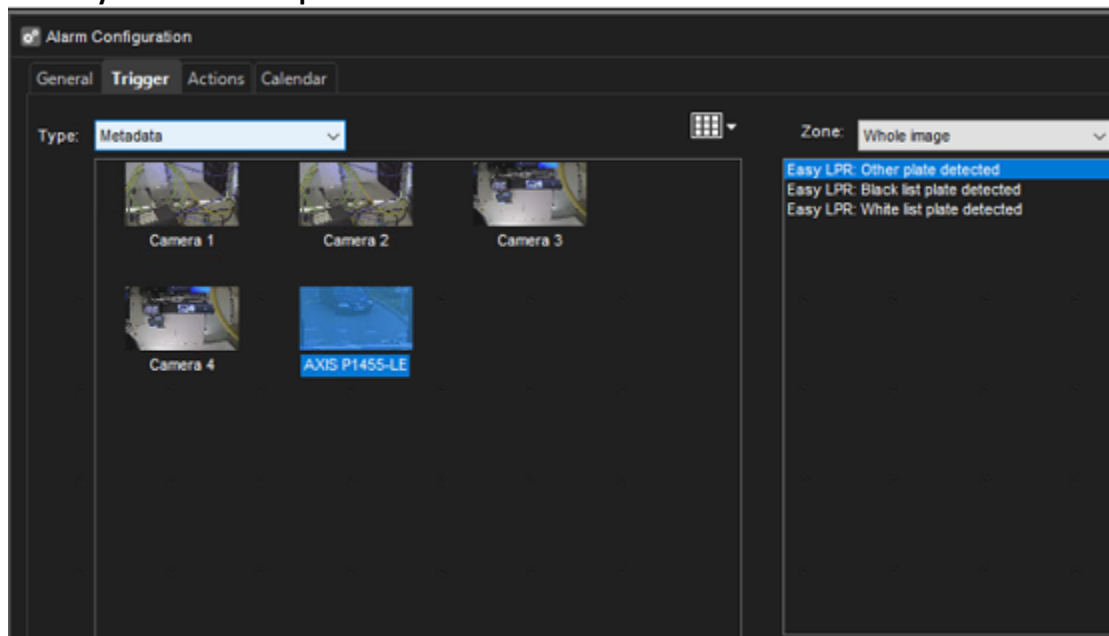 Alarm Configuration
General Trigger Actions Calendar
Type: Metadata
Zone: Whole image
Camera 1 Camera 2 Camera 3
Camera 4 AXIS P1455-LE
Easy LPR: Other plate detected
Easy LPR: Black list plate detected
Easy LPR: White list plate detected